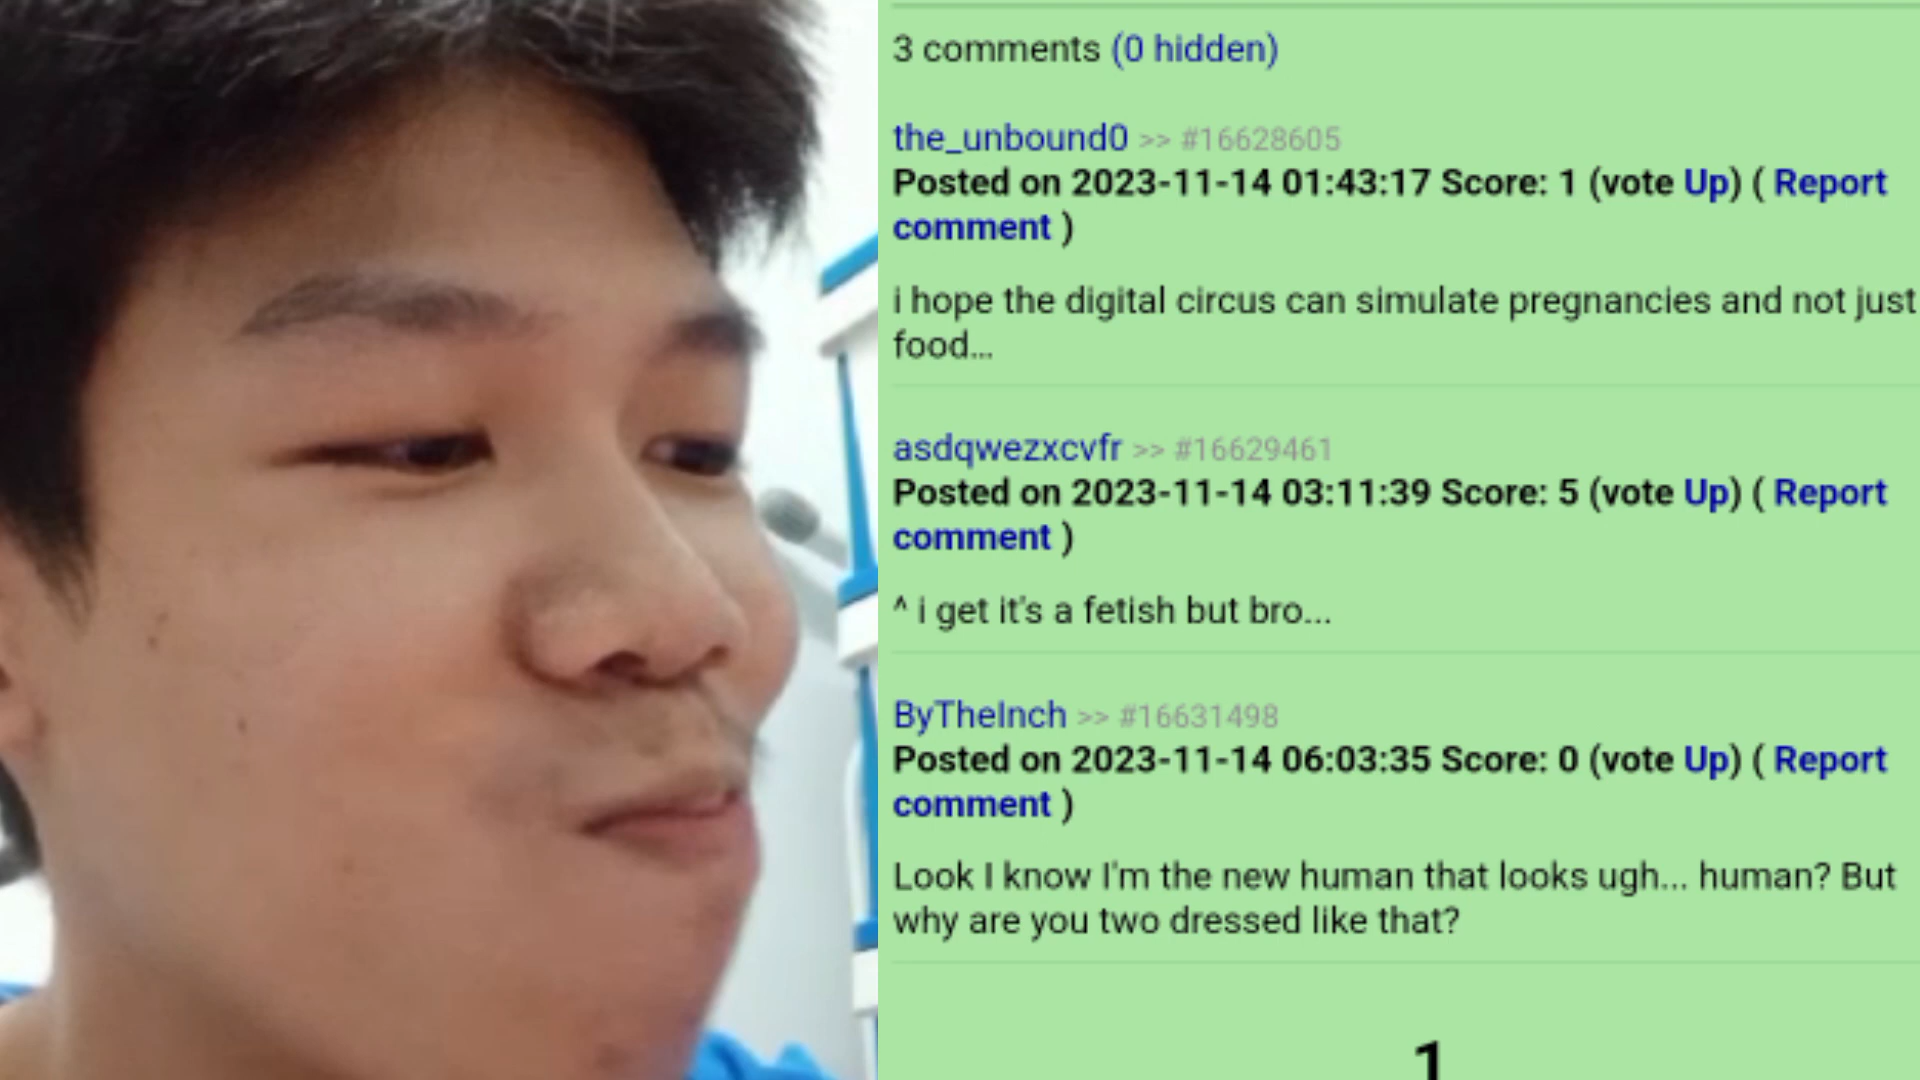 3 comments (0 hidden)
the_unbound0 >> #16628605
Posted on 2023-11-14 01:43:17 Score: 1 (vote Up) ( Report
comment )
i hope the digital circus can simulate pregnancies and not just
food...
asdqwezxcvfr >> #16629461
Posted on 2023-11-14 03:11:39 Score: 5 (vote Up) ( Report
comment )
^ i get it's a fetish but bro...
ByTheInch >> #16631498
Posted on 2023-11-14 06:03:35 Score: 0 (vote Up) ( Report
comment )
Look I know I'm the new human that looks ugh... human? But
why are you two dressed like that?
1